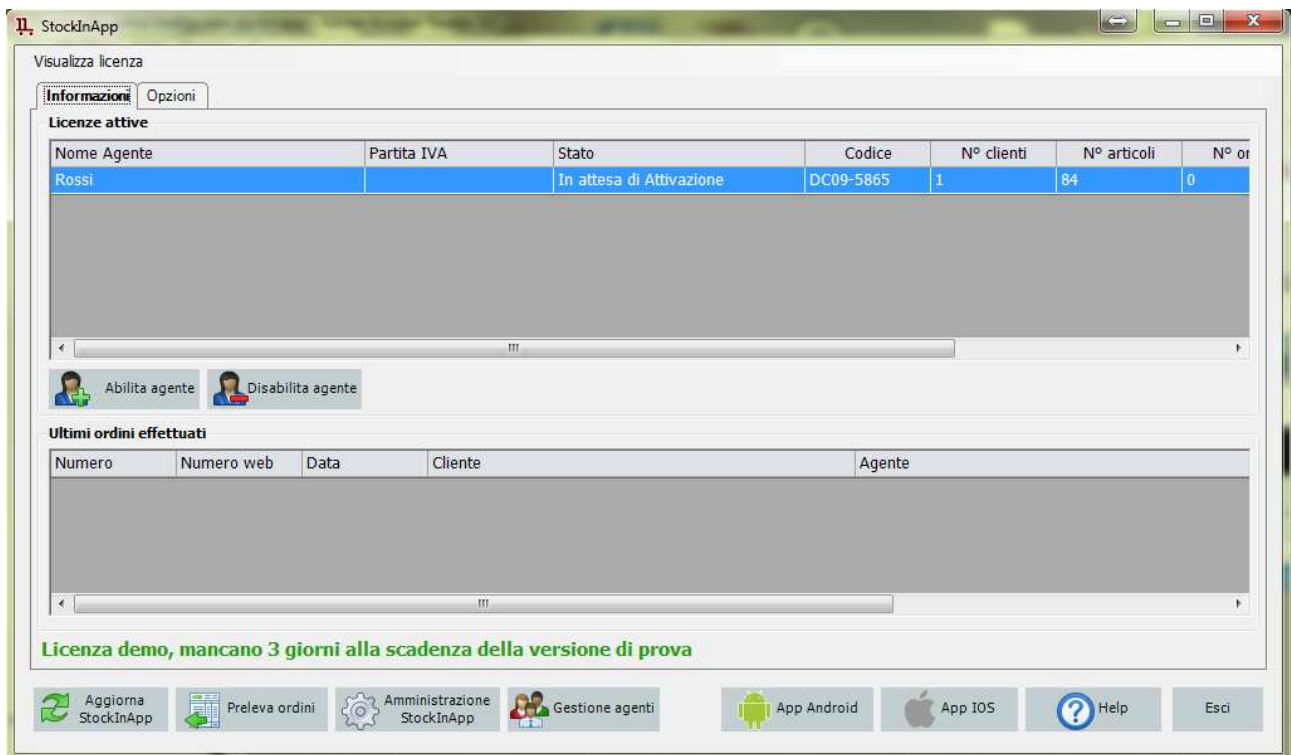 StockInApp
Visualizza licenza
Informazioni Opzioni
Licenze attive
Nome Agente Partita IVA Stato Codice N° clienti N° articoli N° or
Rossi In attesa di Attivazione DC09-5865 1 84 0
Abilita agente Disabilita agente
Ultimi ordini effettuati
Numero Numero web Data Cliente Agente
Licenza demo, mancano 3 giorni alla scadenza della versione di prova
Aggiorna StockInApp Preleva ordini Amministrazione StockInApp Gestione agenti App Android App IOS Help Esci